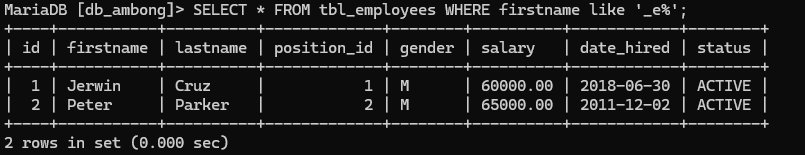 MariaDB [db_ambong]> SELECT * FROM tbl_employees WHERE firstname like '_e%';
+----+-----------+----------+-------------+--------+----------+------------+--------+
| id | firstname | lastname | position_id | gender | salary   | date_hired | status |
+----+-----------+----------+-------------+--------+----------+------------+--------+
|  1 | Jerwin    | Cruz     |           1 | M      | 60000.00 | 2018-06-30 | ACTIVE |
|  2 | Peter     | Parker   |           2 | M      | 65000.00 | 2011-12-02 | ACTIVE |
+----+-----------+----------+-------------+--------+----------+------------+--------+
2 rows in set (0.000 sec)